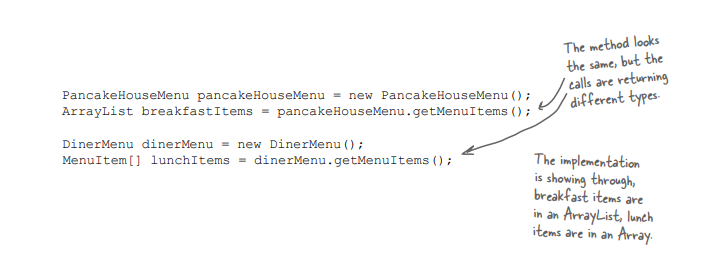 The method looks
the same, but the
calls are returning
different types.
PancakeHouseMenu pancakeHouseMenu = new PancakeHouseMenu();
ArrayList breakfastItems = pancakeHouseMenu.getMenuItems();
DinerMenu dinerMenu = new DinerMenu();
MenuItem[] lunchItems = dinerMenu.getMenuItems();
The implementation
is showing through,
breakfast items are
in an ArrayList, lunch
items are in an Array.